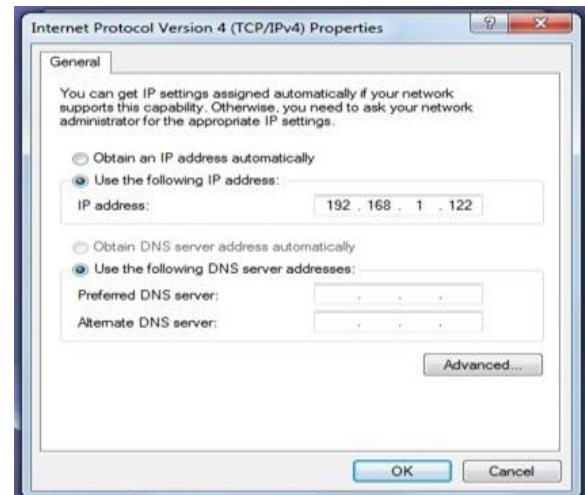 Internet Protocol Version 4 (TCP/IPv4) Properties
General
You can get IP settings assigned automatically if your network
supports this capability. Otherwise, you need to ask your network
administrator for the appropriate IP settings.
Obtain an IP address automatically
Use the following IP address:
IP address: 192 . 168 . 1 . 122
Obtain DNS server address automatically
Use the following DNS server addresses:
Preferred DNS server: . . .
Alternate DNS server: . . .
Advanced...
OK Cancel